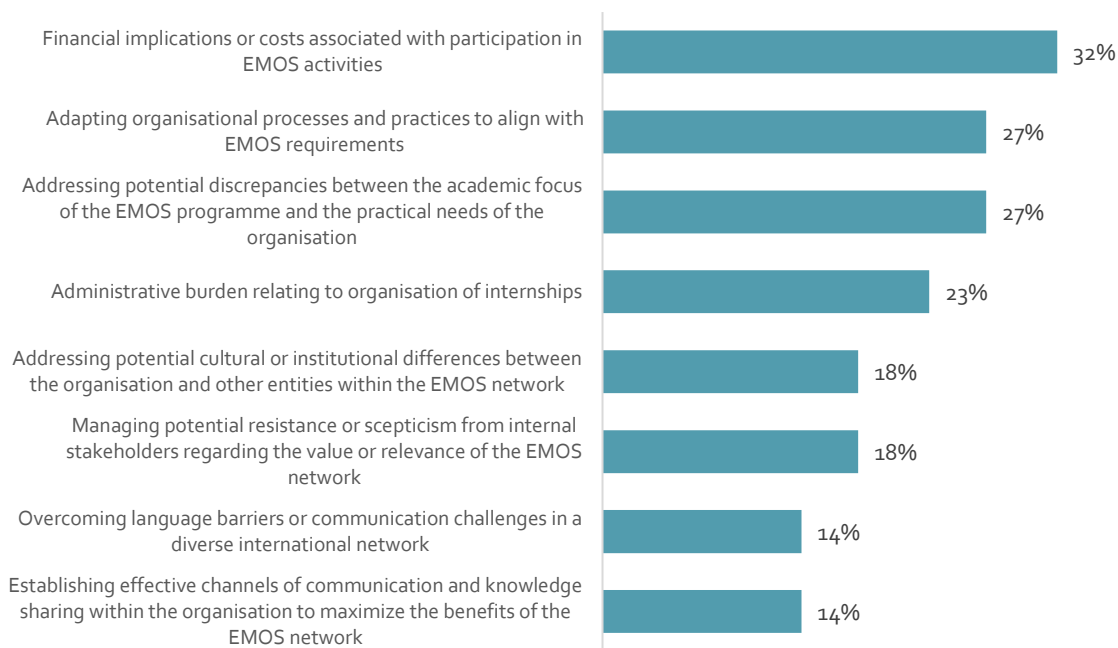 Financial implications or costs associated with participation in
EMOS activities
32%
Adapting organisational processes and practices to align with
EMOS requirements
27%
Addressing potential discrepancies between the academic focus
of the EMOS programme and the practical needs of the
organisation
27%
Administrative burden relating to organisation of internships
23%
Addressing potential cultural or institutional differences between
the organisation and other entities within the EMOS network
18%
Managing potential resistance or scepticism from internal
stakeholders regarding the value or relevance of the EMOS
network
18%
Overcoming language barriers or communication challenges in a
diverse international network
14%
Establishing effective channels of communication and knowledge
sharing within the organisation to maximize the benefits of the
EMOS network
14%